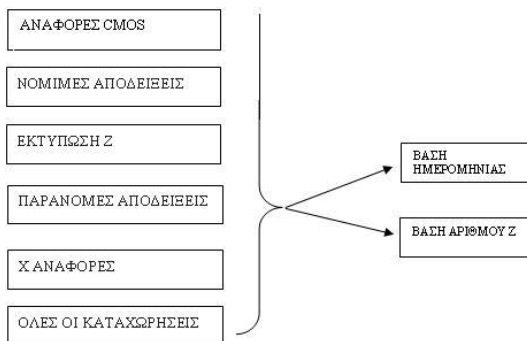 ΑΝΑΦΟΡΕΣ CMOS
ΝΟΜΙΜΕΣ ΑΠΟΔΕΙΞΕΙΣ
ΕΚΤΥΠΩΣΗ Ζ
ΠΑΡΑΝΟΜΕΣ ΑΠΟΔΕΙΞΕΙΣ
Χ ΑΝΑΦΟΡΕΣ
ΟΛΕΣ ΟΙ ΚΑΤΑΧΩΡΗΣΕΙΣ
ΒΑΣΗ
ΗΜΕΡΟΜΗΝΙΑΣ
ΒΑΣΗ ΑΡΙΘΜΟΥ Ζ